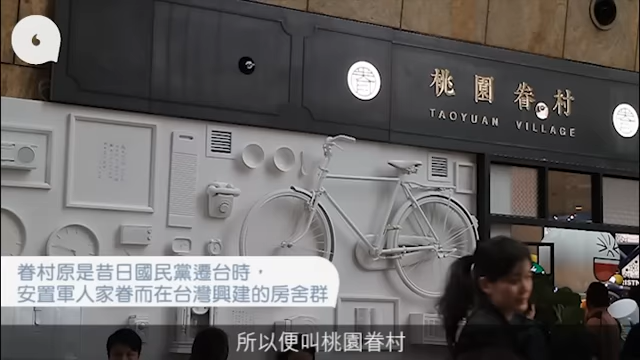 桃園眷村
TAOYUAN VILLAGE
眷村原是昔日國民黨遷台時，
安置軍人家眷而在台灣興建的房舍群
所以便叫桃園眷村